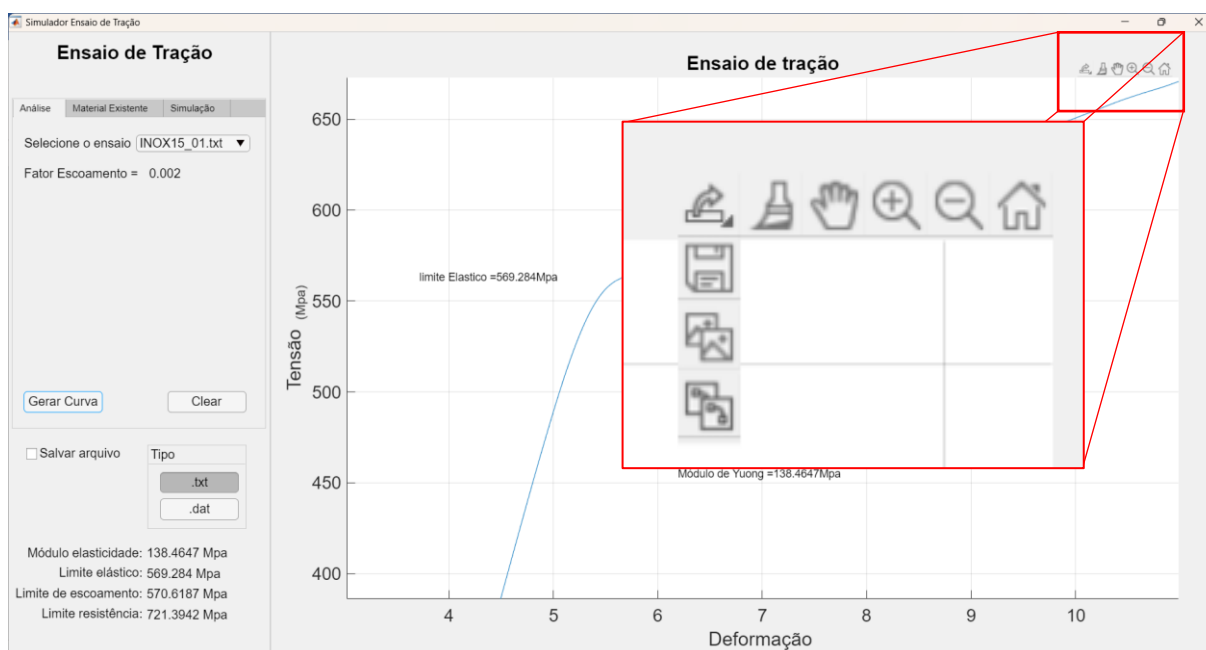 Simulador Ensaio de Tração
Ensaio de Tração
Análise
Material Existente
Simulação
Selecione o ensaio INOX15_01.txt
Fator Escoamento = 0.002
Gerar Curva
Clear
Salvar arquivo
Tipo
.txt
.dat
Módulo elasticidade: 138.4647 Mpa
Limite elástico: 569.284 Mpa
Limite de escoamento: 570.6187 Mpa
Limite resistência: 721.3942 Mpa
Ensaio de tração
650
600
550
500
450
400
Tensão (Mpa)
limite Elastico =569.284Mpa
Módulo de Yuong =138.4647Mpa
4 5 6 7 8 9 10
Deformação